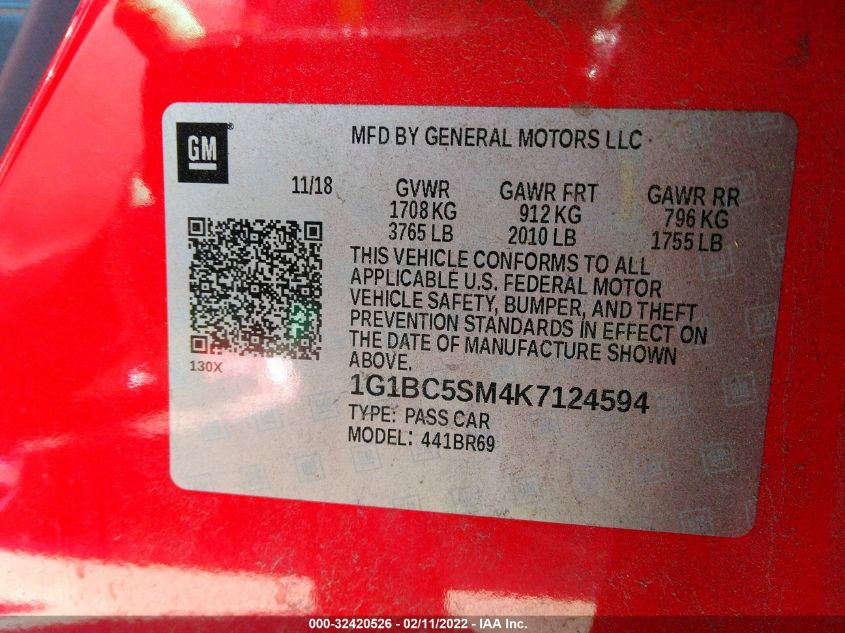 GM®
MFD BY GENERAL MOTORS LLC
11/18
GVWR GAWR FRT GAWR RR
1708 KG 912 KG 796 KG
3765 LB 2010 LB 1755 LB
THIS VEHICLE CONFORMS TO ALL
APPLICABLE U.S. FEDERAL MOTOR
VEHICLE SAFETY, BUMPER, AND THEFT
PREVENTION STANDARDS IN EFFECT ON
THE DATE OF MANUFACTURE SHOWN
ABOVE.
130X
1G1BC5SM4K7124594
TYPE: PASS CAR
MODEL: 441BR69
000-32420526 - 02/11/2022 - IAA Inc.